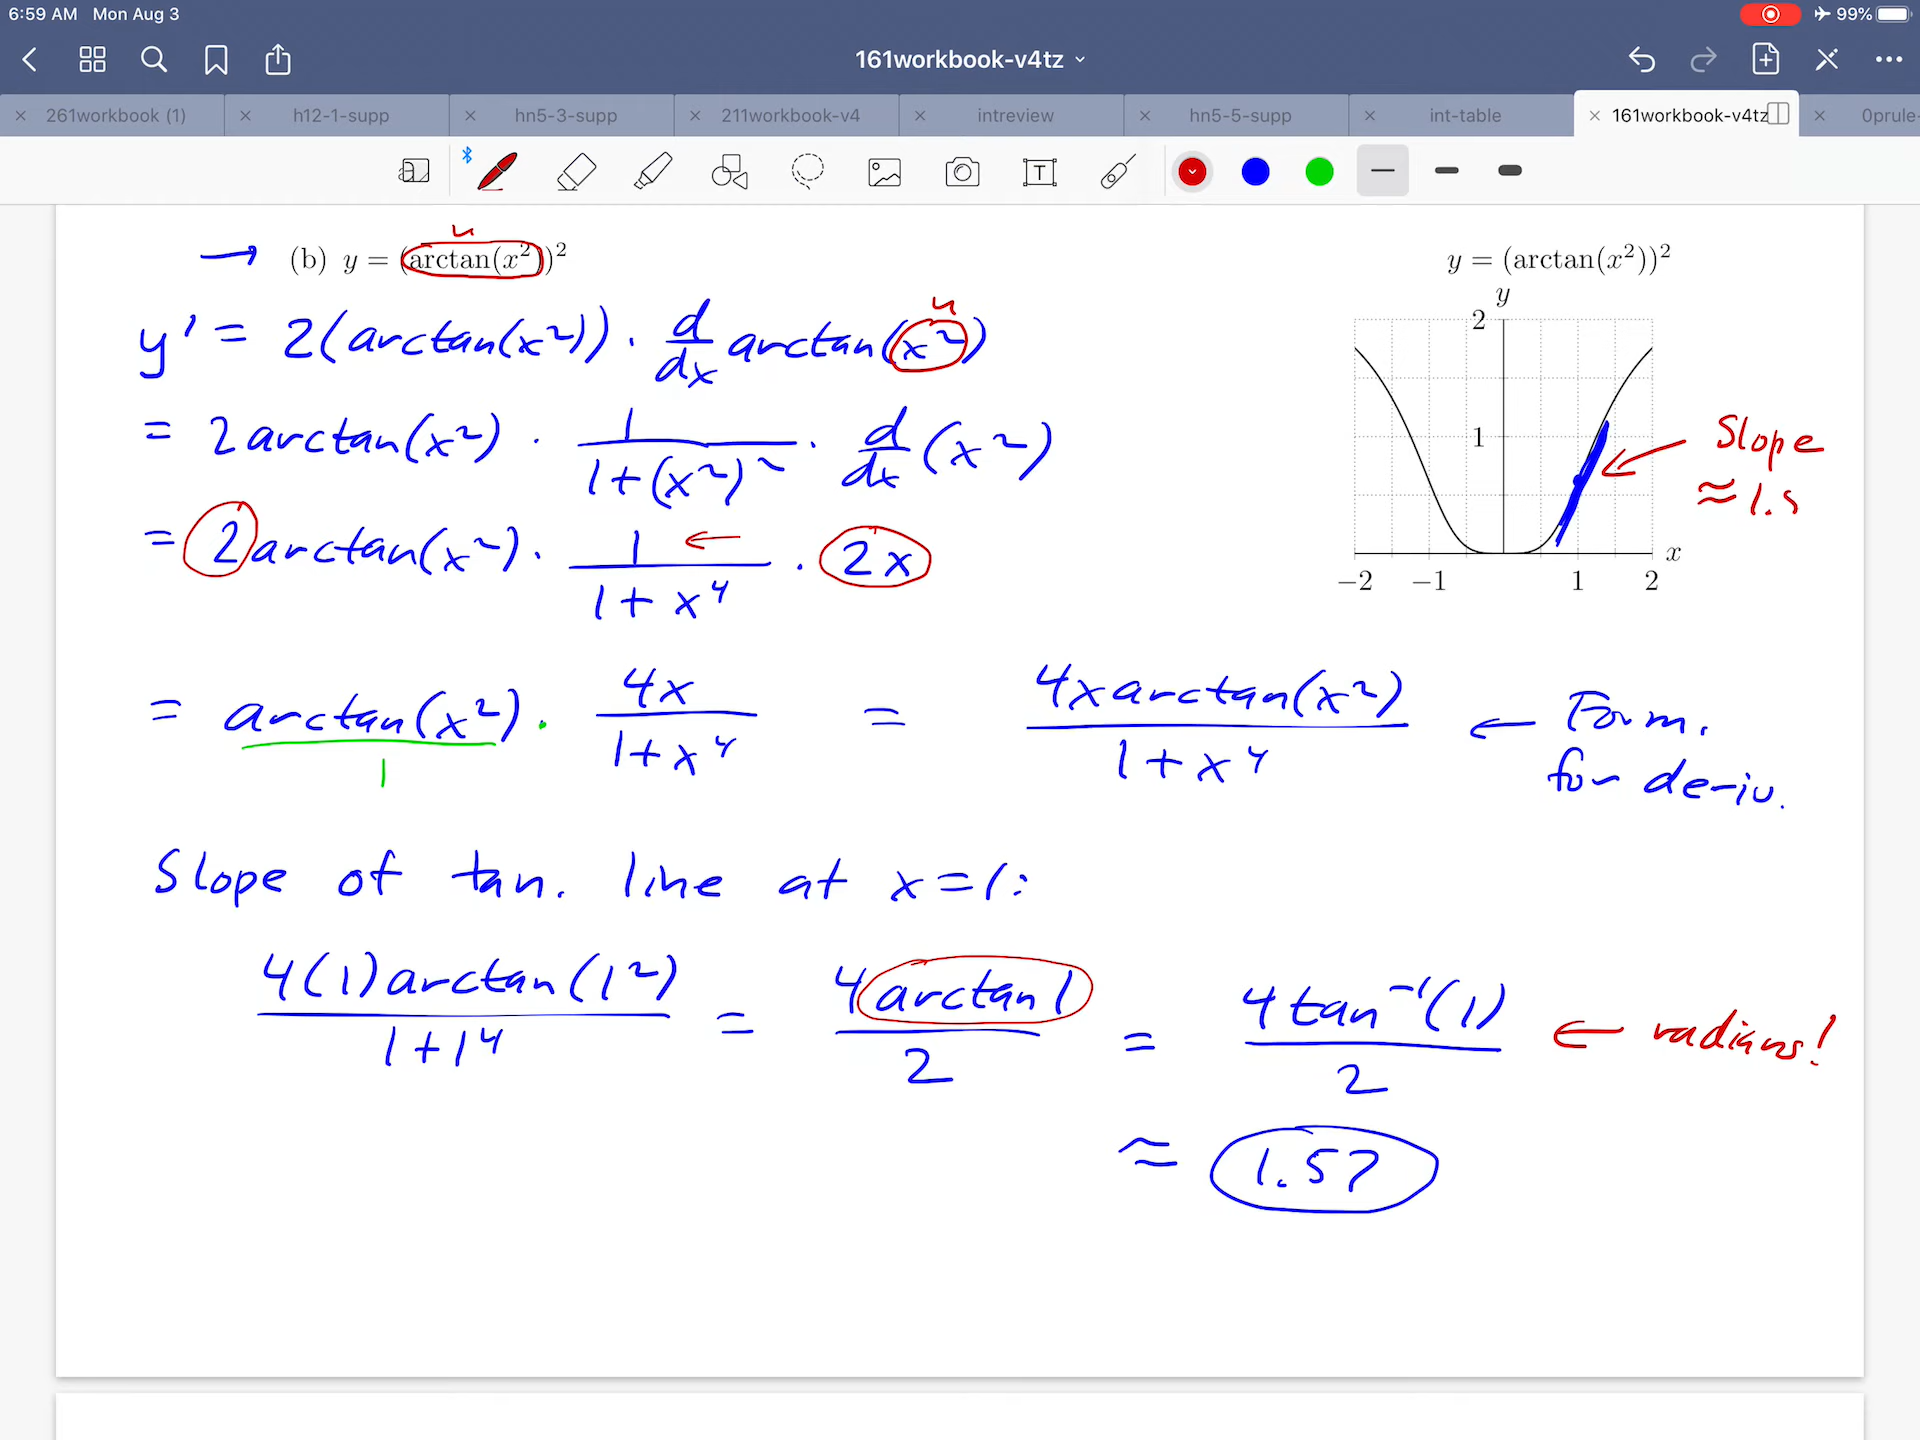 6:59 AM Mon Aug 3
99%
161workbook-v4tz
261workbook (1)
h12-1-supp
hn5-3-supp
211workbook-v4
intreview
hn5-5-supp
int-table
161workbook-v4tz
0prule-
u
(b) y = (arctan(x²))²
y' = 2(arctan(x²)) · d/dx arctan(x²)
u
= 2arctan(x²) · 1/(1+(x²)²) · d/dx (x²)
= 2arctan(x²) · 1/(1+x⁴) · 2x
= arctan(x²) · 4x/(1+x⁴) = 4x arctan(x²)/(1+x⁴) ← Form. for deriv.
1
Slope of tan. line at x=1:
4(1)arctan(1²)/(1+1⁴) = 4arctan1/2 = 4tan⁻¹(1)/2 ← radians!
≈ 1.57
y = (arctan(x²))²
y
2
1
x
−2 −1 1 2
Slope
≈ 1.5